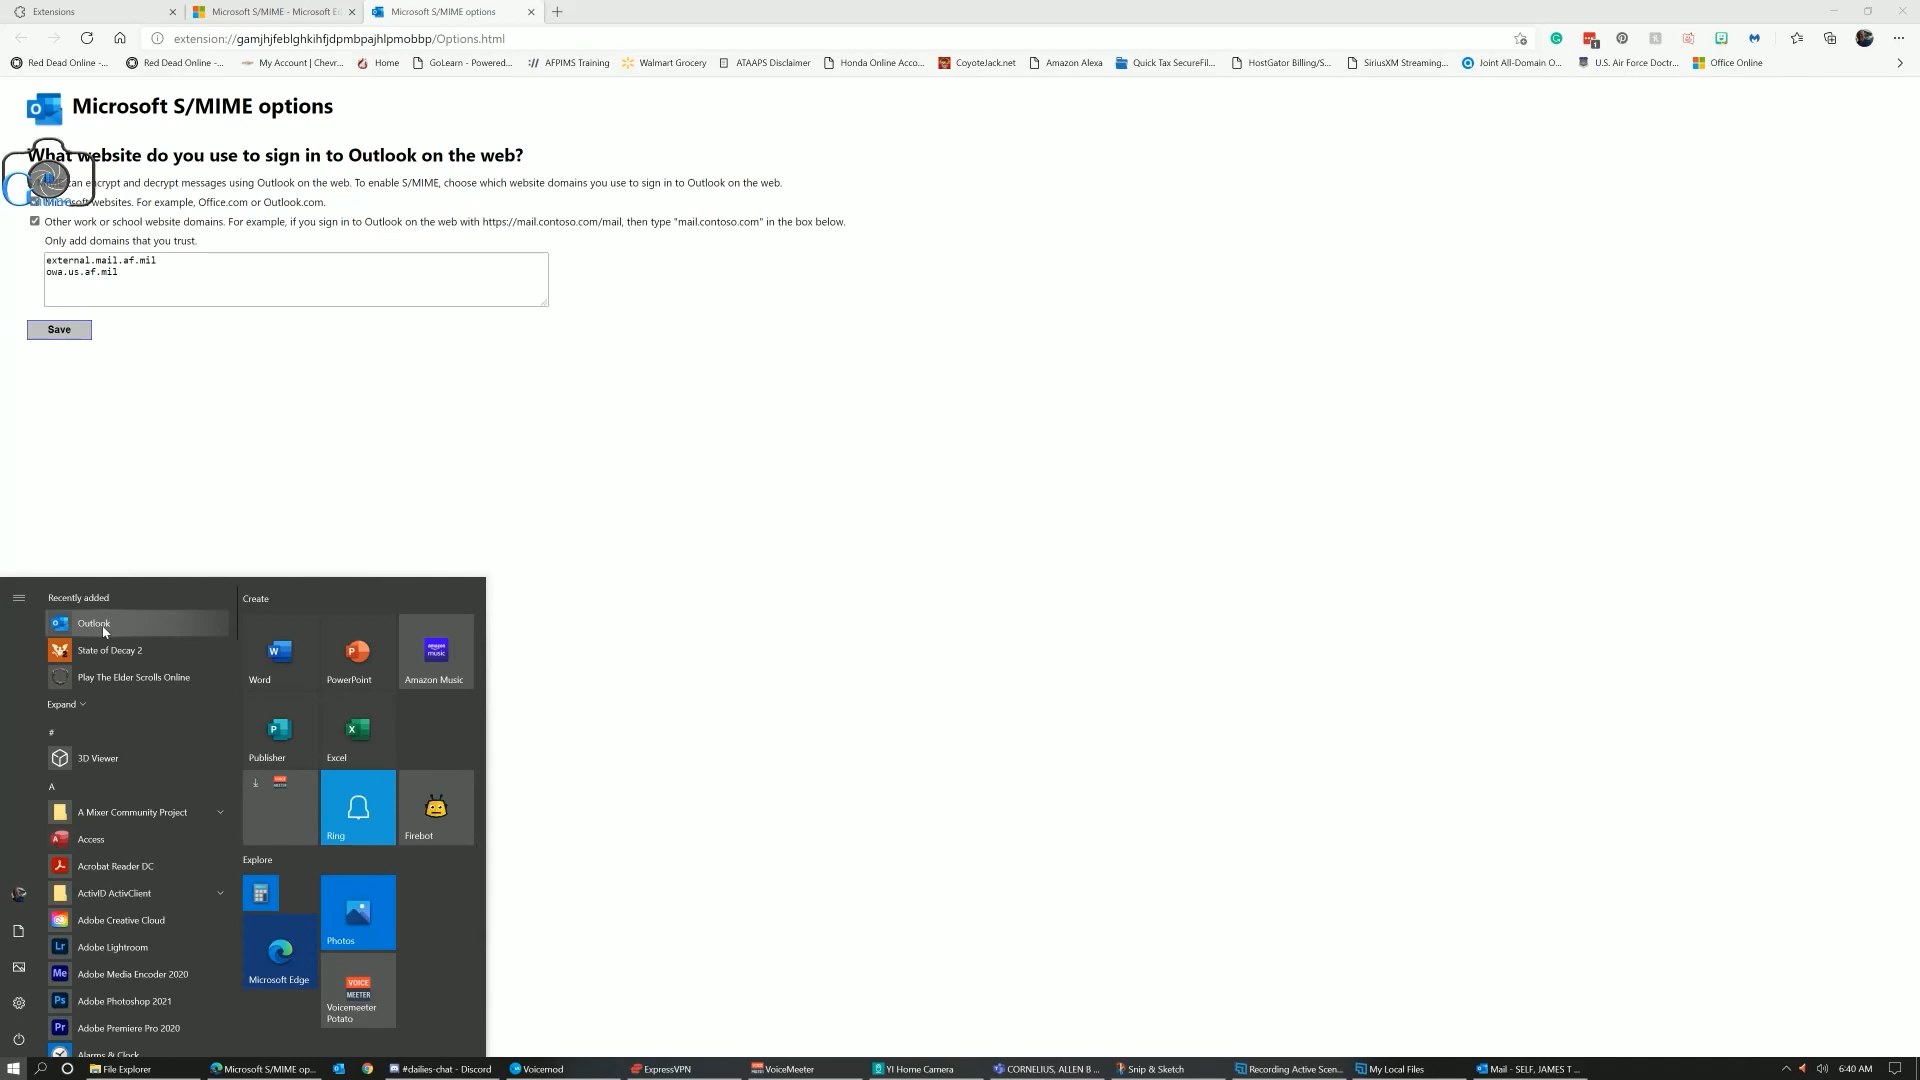 Extensions
Microsoft S/MIME - Microsoft Ed
Microsoft S/MIME options
extension://gamjhjfeblghkihfjdpmbpajhlpmobbp/Options.html
Red Dead Online -...
Red Dead Online -...
My Account | Chevr...
Home
GoLearn - Powered...
AFPIMS Training
Walmart Grocery
ATAAPS Disclaimer
Honda Online Acco...
CoyoteJack.net
Amazon Alexa
Quick Tax SecureFil...
HostGator Billing/S...
SiriusXM Streaming...
Joint All-Domain O...
U.S. Air Force Doctr...
Office Online
Microsoft S/MIME options
What website do you use to sign in to Outlook on the web?
can encrypt and decrypt messages using Outlook on the web. To enable S/MIME, choose which website domains you use to sign in to Outlook on the web.
Microsoft websites. For example, Office.com or Outlook.com.
Other work or school website domains. For example, if you sign in to Outlook on the web with https://mail.contoso.com/mail, then type "mail.contoso.com" in the box below.
Only add domains that you trust.
external.mail.af.mil
owa.us.af.mil
Save
Recently added
Outlook
State of Decay 2
Play The Elder Scrolls Online
Expand
#
3D Viewer
A
A Mixer Community Project
Access
Acrobat Reader DC
ActivID ActivClient
Adobe Creative Cloud
Adobe Lightroom
Adobe Media Encoder 2020
Adobe Photoshop 2021
Adobe Premiere Pro 2020
Alarms & Clock
Create
Word
PowerPoint
amazon music
Amazon Music
Publisher
Excel
Ring
Firebot
Explore
Photos
Microsoft Edge
VOICE
MEETER
Voicemeeter
Potato
File Explorer
Microsoft S/MIME op...
#dailies-chat - Discord
Voicemod
ExpressVPN
VoiceMeeter
YI Home Camera
CORNELIUS, ALLEN B ...
Snip & Sketch
Recording Active Scen...
My Local Files
Mail - SELF, JAMES T ...
6:40 AM